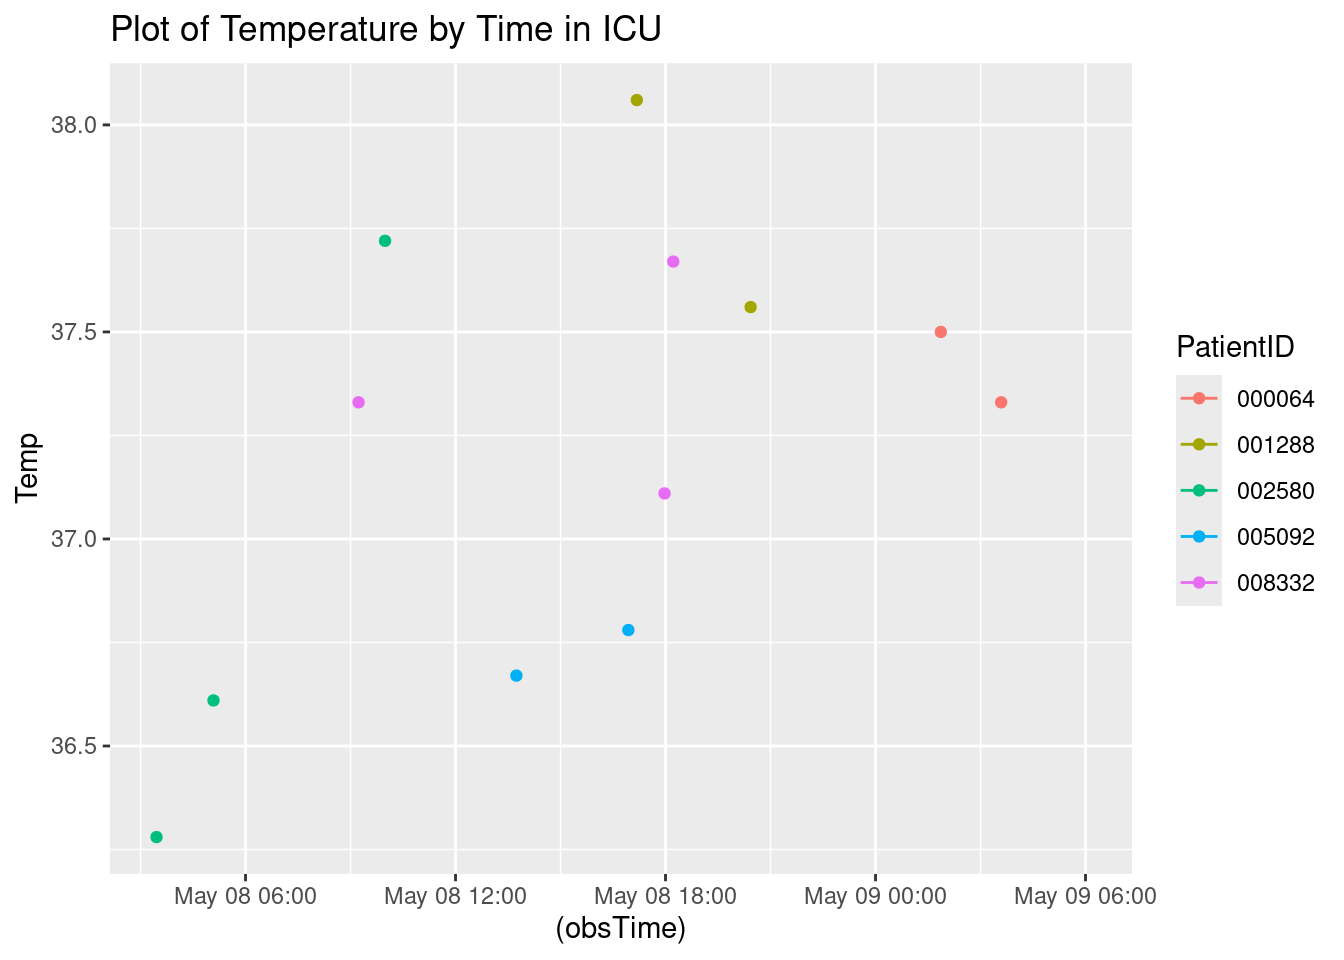 Plot of Temperature by Time in ICU
38.0
37.5
37.0
36.5
Temp
May 08 06:00
May 08 12:00
May 08 18:00
May 09 00:00
May 09 06:00
(obsTime)
PatientID
000064
001288
002580
005092
008332